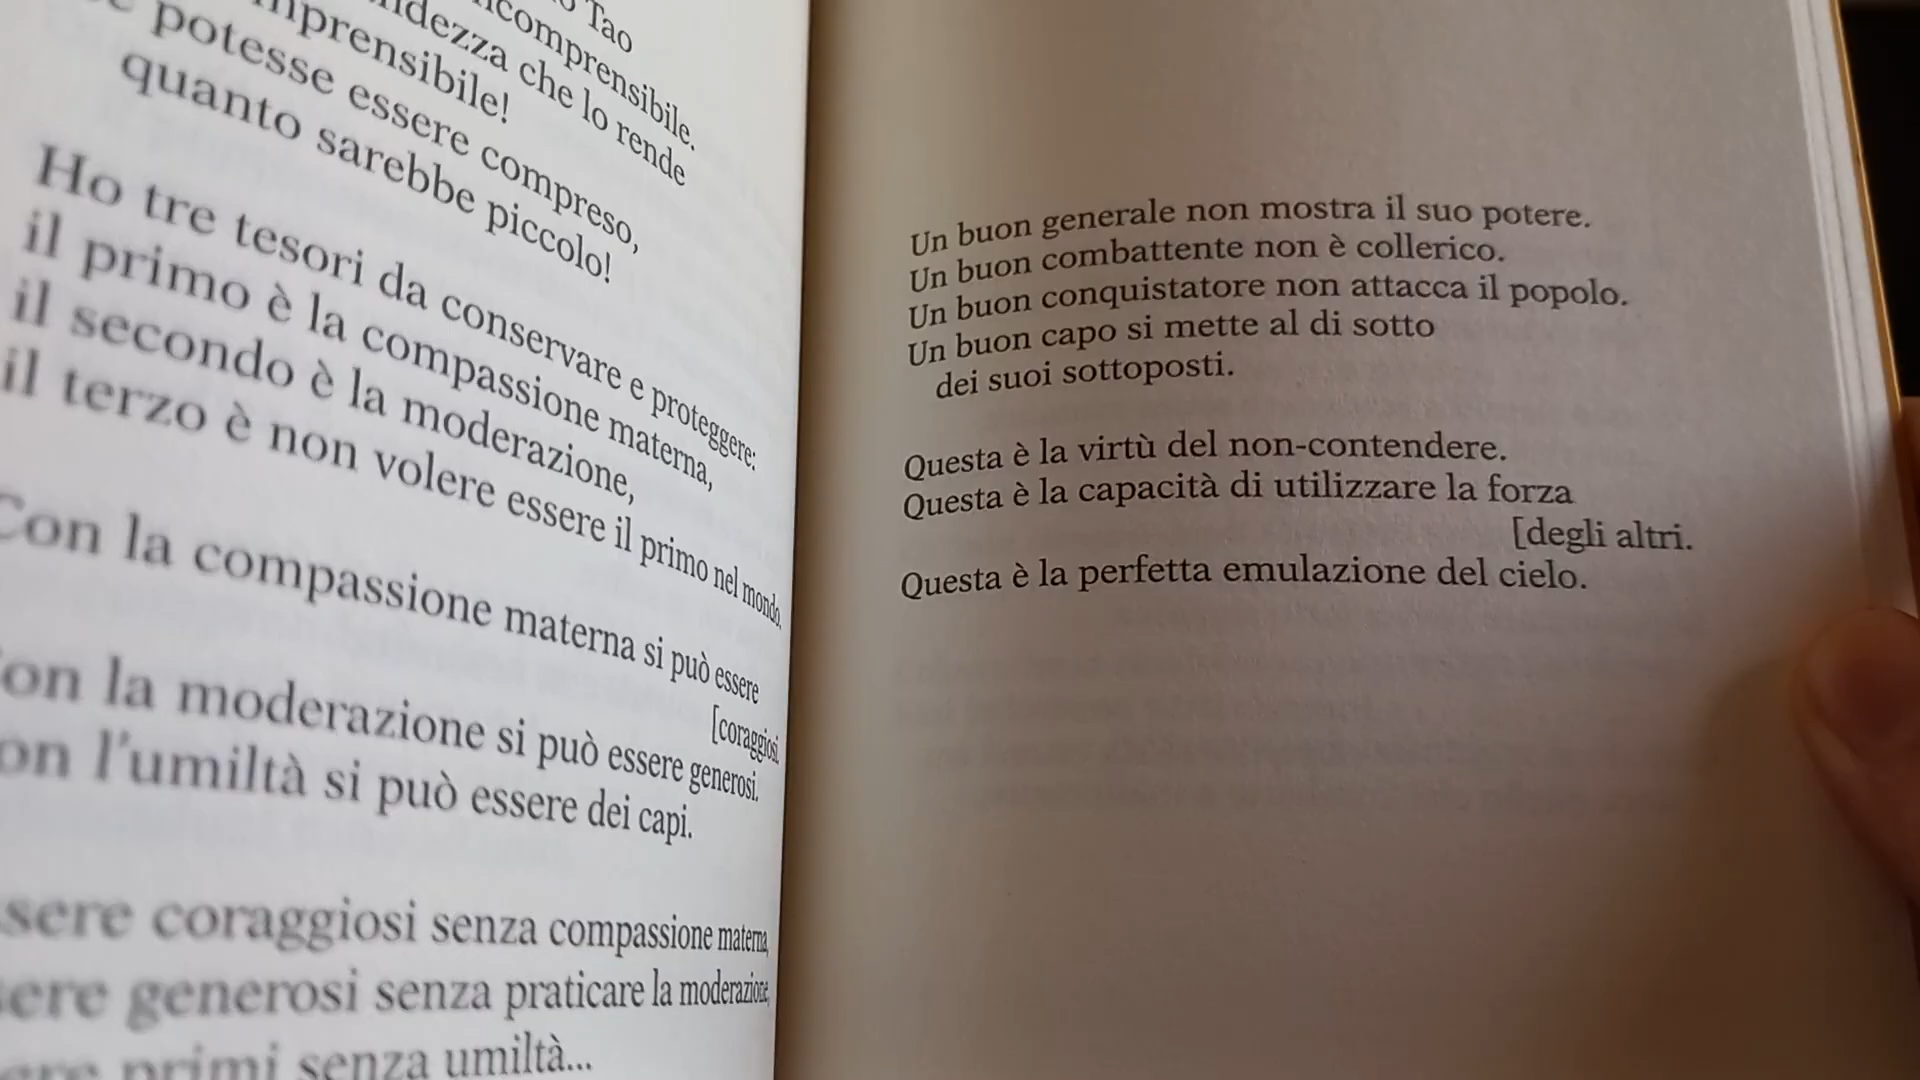 Tao
incomprensibile.
che lo rende
potesse essere compreso,
quanto sarebbe piccolo!
Ho tre tesori da conservare e proteggere:
il primo è la compassione materna,
il secondo è la moderazione,
il terzo è non volere essere il primo nel mondo.
Con la compassione materna si può essere
[coraggiosi.
on la moderazione si può essere generosi.
on l'umiltà si può essere dei capi.
sere coraggiosi senza compassione materna,
ere generosi senza praticare la moderazione,
primi senza umiltà...
Un buon generale non mostra il suo potere.
Un buon combattente non è collerico.
Un buon conquistatore non attacca il popolo.
Un buon capo si mette al di sotto
dei suoi sottoposti.
Questa è la virtù del non-contendere.
Questa è la capacità di utilizzare la forza
[degli altri.
Questa è la perfetta emulazione del cielo.